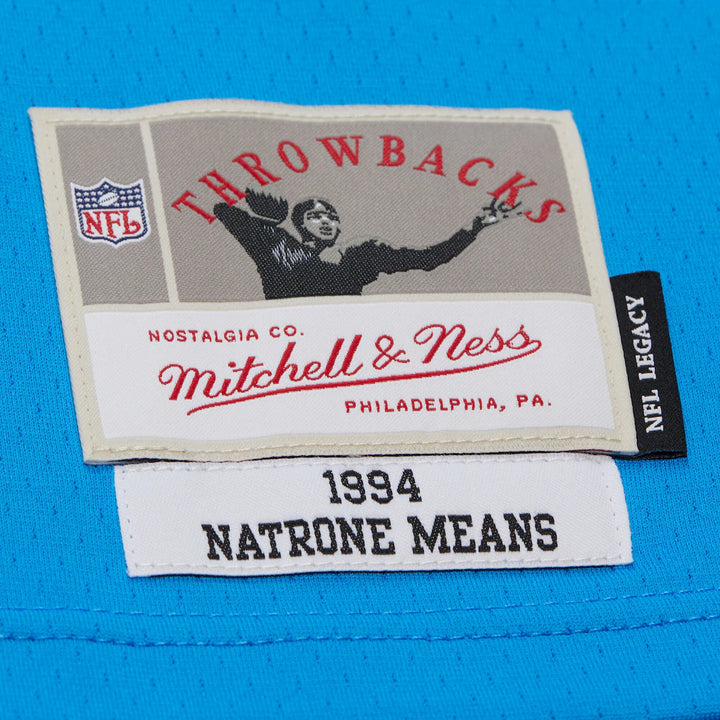 THROWBACKS
NFL
NOSTALGIA CO.
Mitchell & Ness
PHILADELPHIA, PA.
NFL LEGACY
1994
NATRONE MEANS